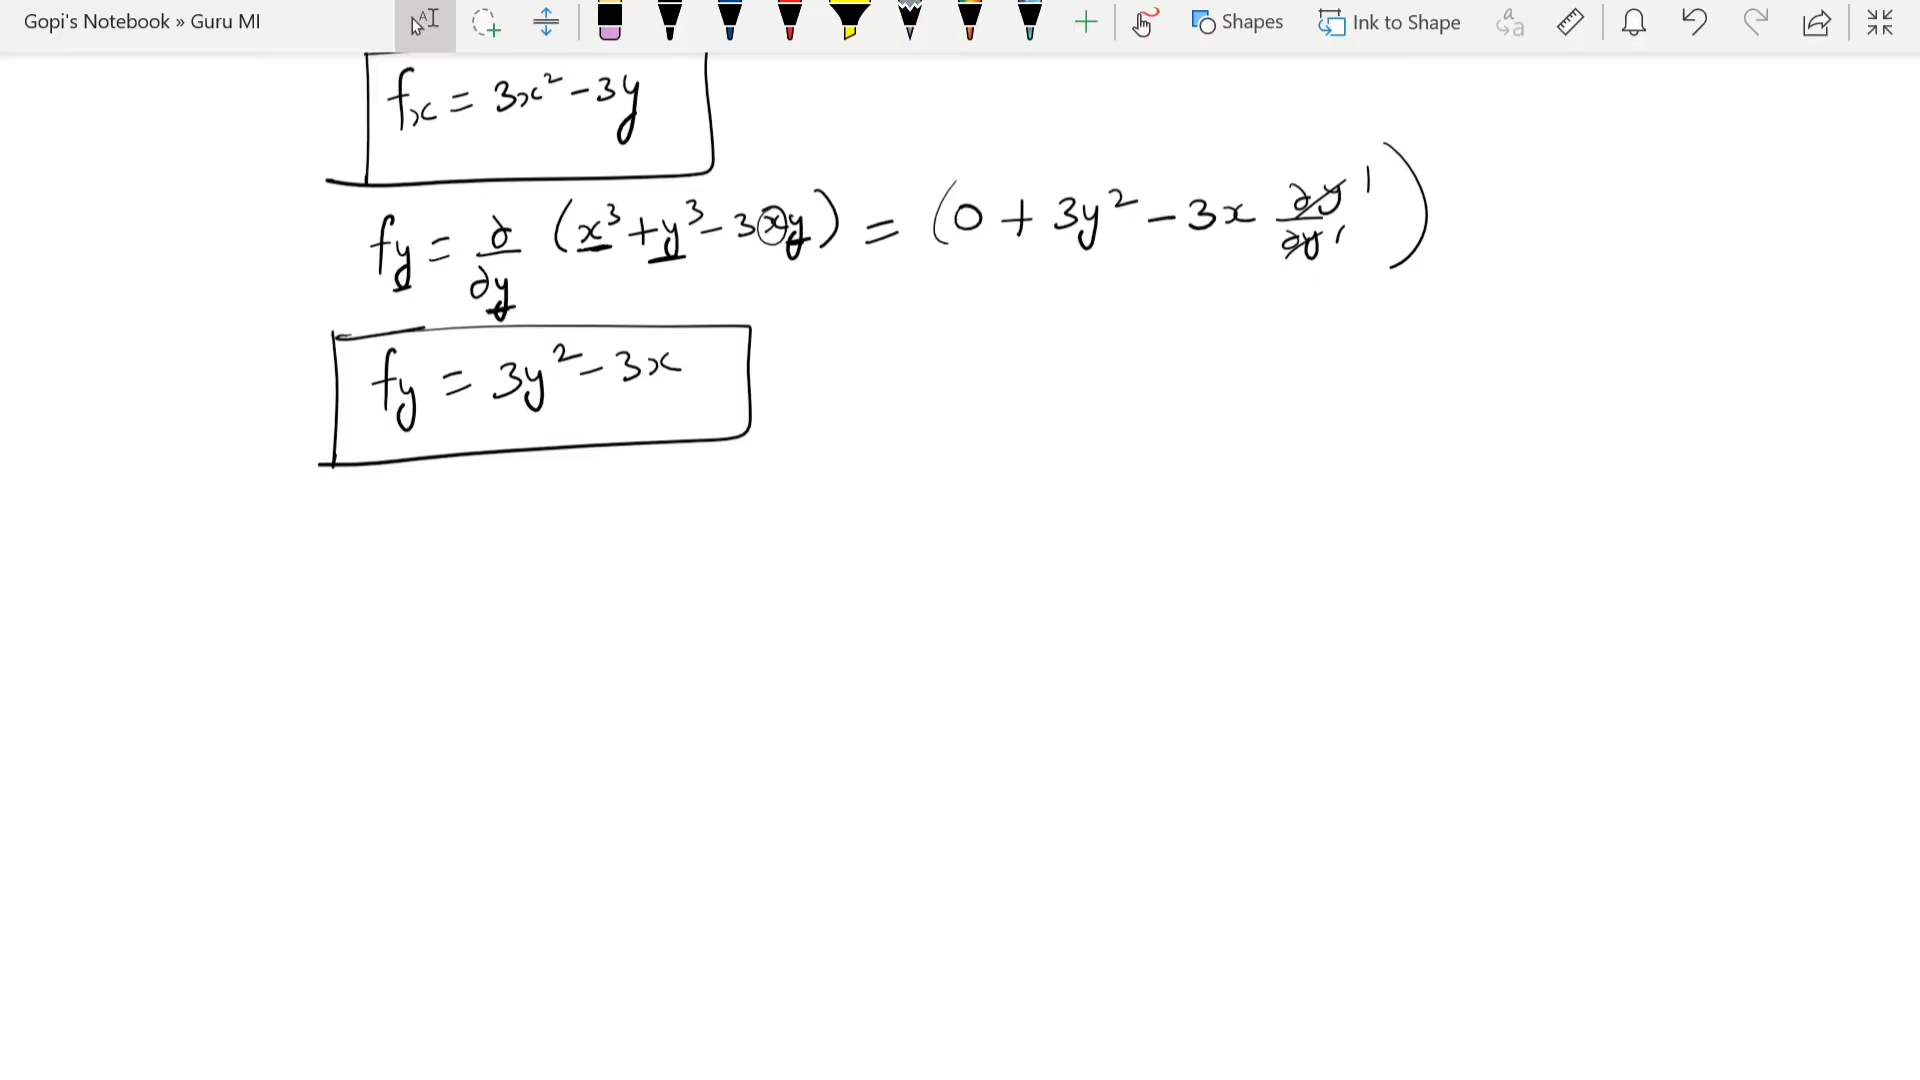 Gopi's Notebook » Guru MI
Shapes
Ink to Shape
fx = 3x² - 3y
fy = ∂/∂y (x³ + y³ - 3xy) = (0 + 3y² - 3x ∂y/∂y)
fy = 3y² - 3x